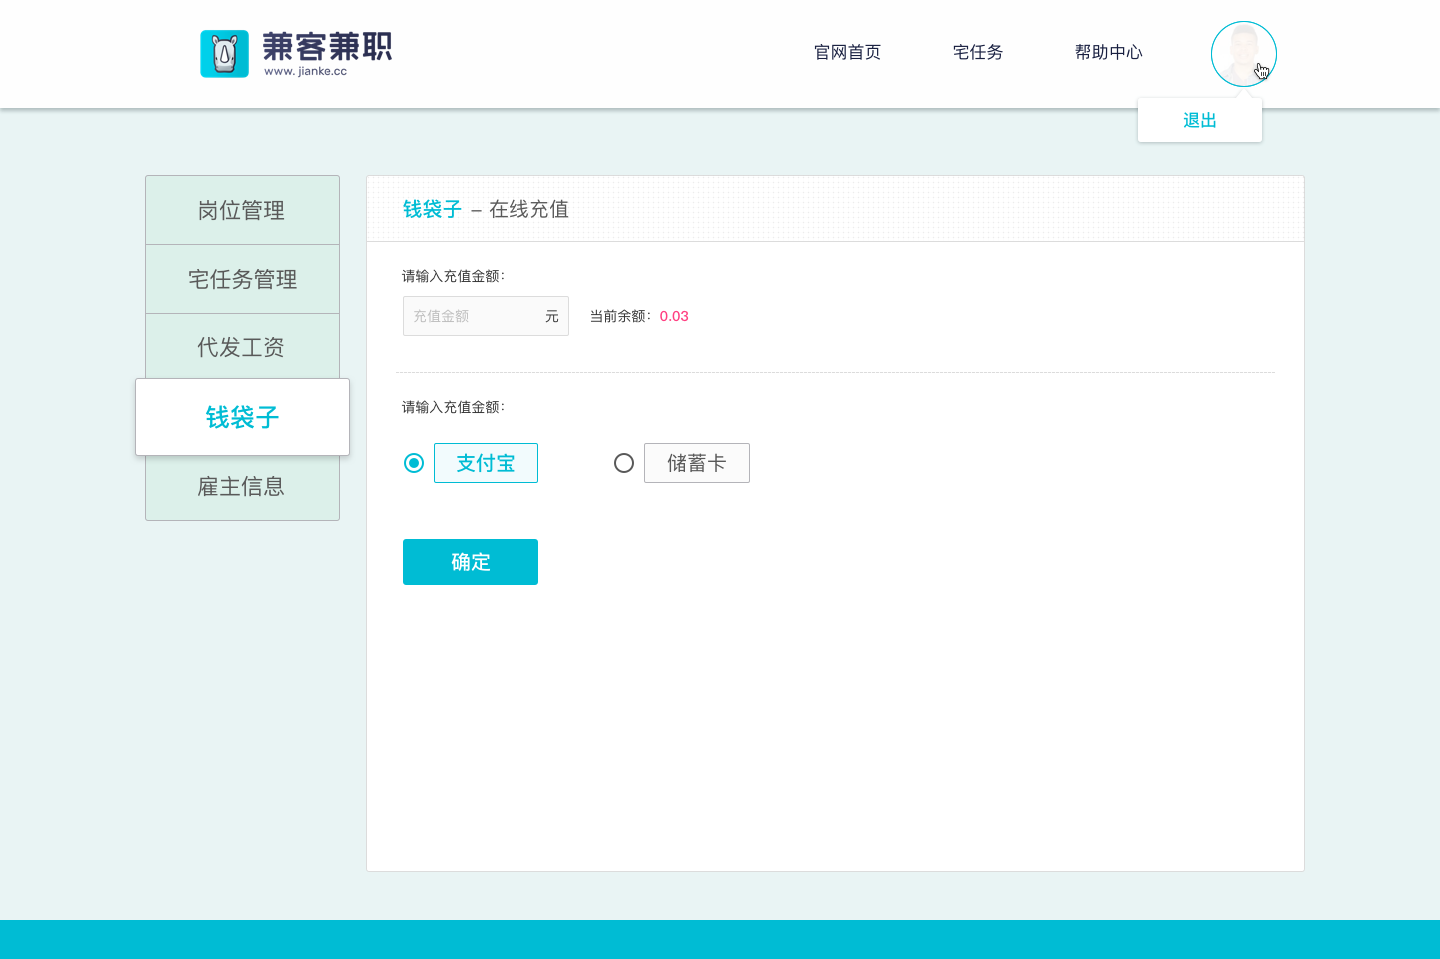 兼客兼职
www.jianke.cc
官网首页
宅任务
帮助中心
退出
岗位管理
宅任务管理
代发工资
钱袋子
雇主信息
钱袋子 – 在线充值
请输入充值金额:
充值金额 元
当前余额: 0.03
请输入充值金额:
支付宝
储蓄卡
确定